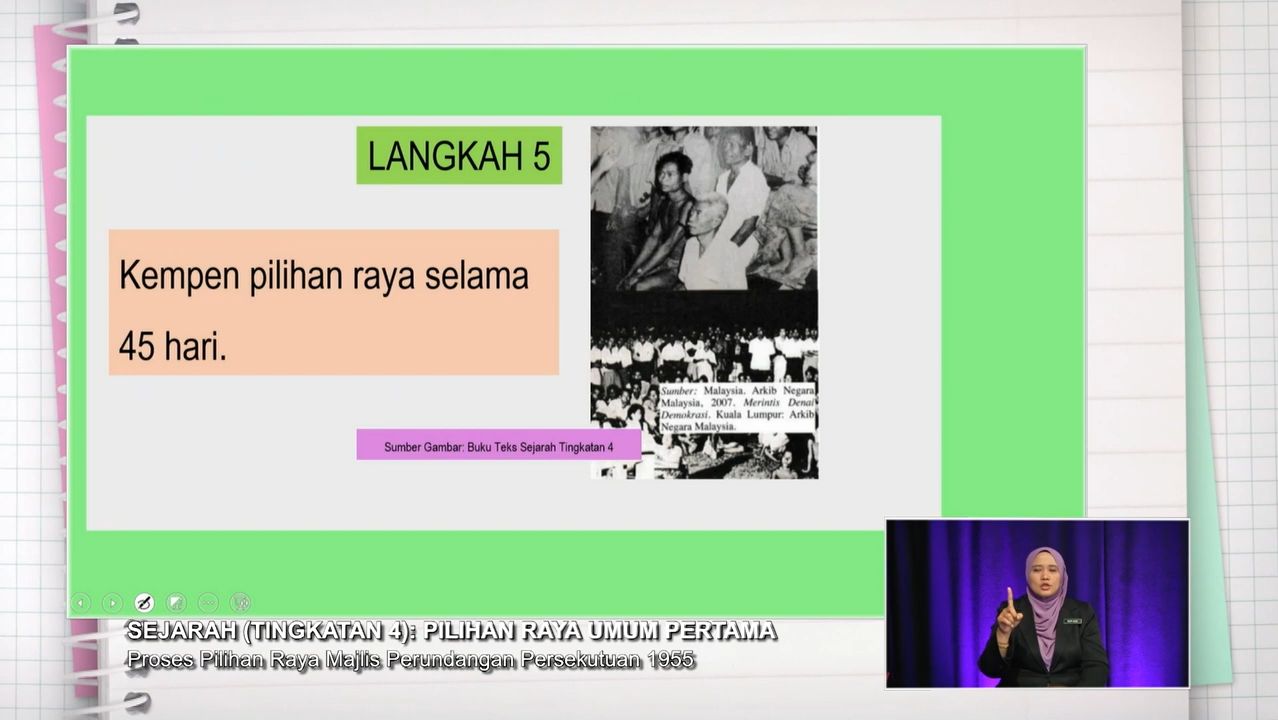 LANGKAH 5
Kempen pilihan raya selama
45 hari.
Sumber: Malaysia. Arkib Negara
Malaysia, 2007. Merintis Denai
Demokrasi. Kuala Lumpur: Arkib
Negara Malaysia.
Sumber Gambar: Buku Teks Sejarah Tingkatan 4
SEJARAH (TINGKATAN 4): PILIHAN RAYA UMUM PERTAMA
Proses Pilihan Raya Majlis Perundangan Persekutuan 1955